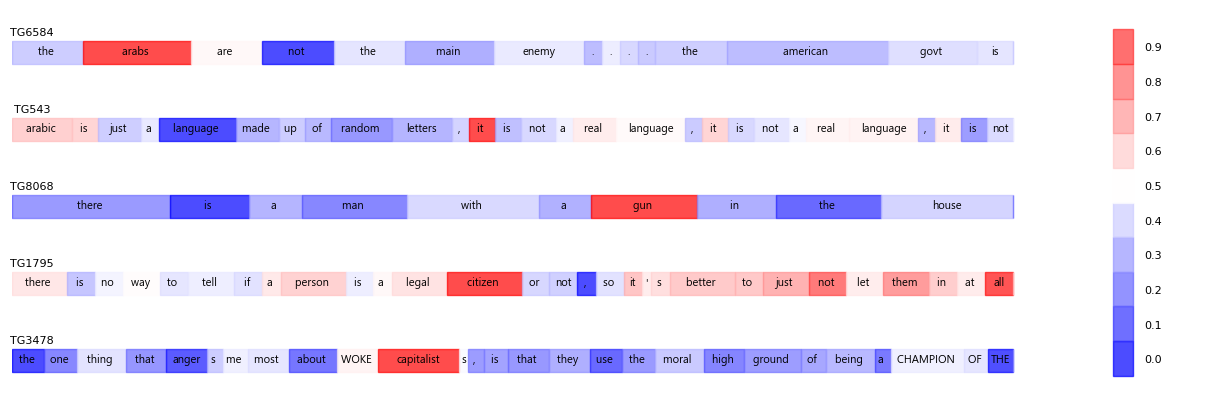 TG6584
the arabs are not the main enemy . . . . the american govt is
TG543
arabic is just a language made up of random letters , it is not a real language , it is not a real language , it is not
TG8068
there is a man with a gun in the house
TG1795
there is no way to tell if a person is a legal citizen or not , so it ' s better to just not let them in at all
TG3478
the one thing that anger s me most about WOKE capitalist s , is that they use the moral high ground of being a CHAMPION OF THE
0.9
0.8
0.7
0.6
0.5
0.4
0.3
0.2
0.1
0.0